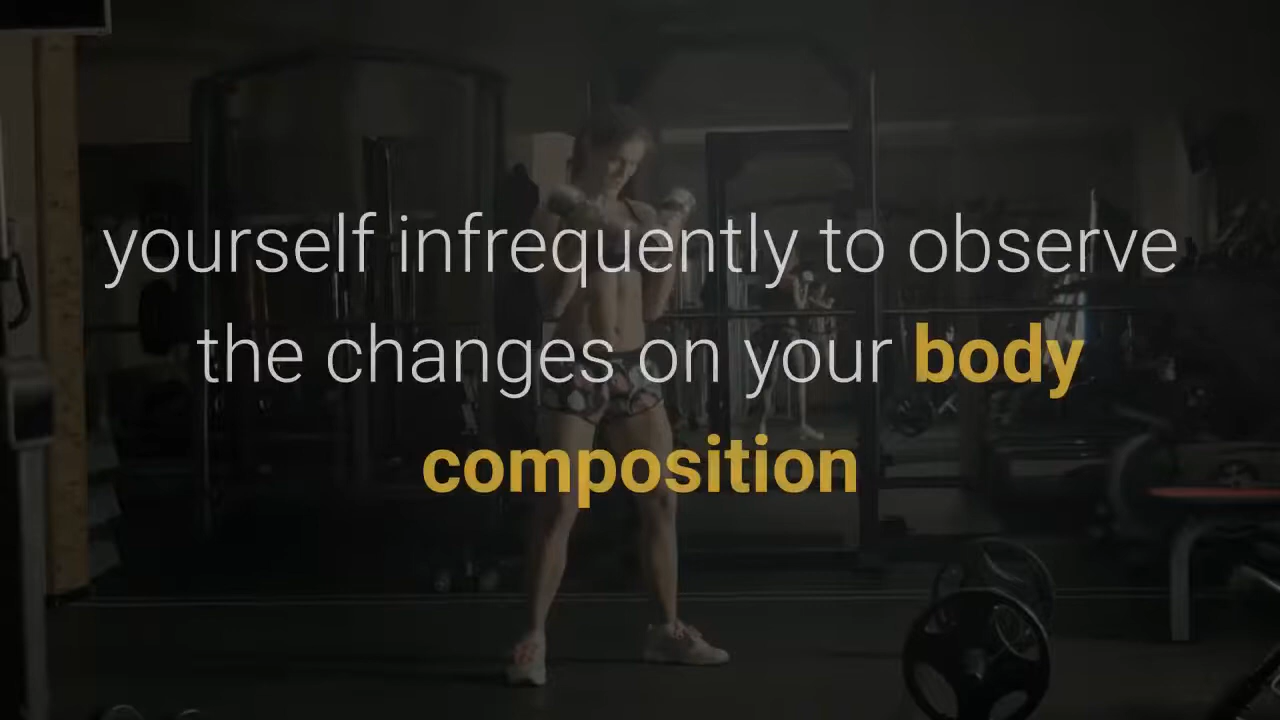 yourself infrequently to observe
the changes on your body
composition